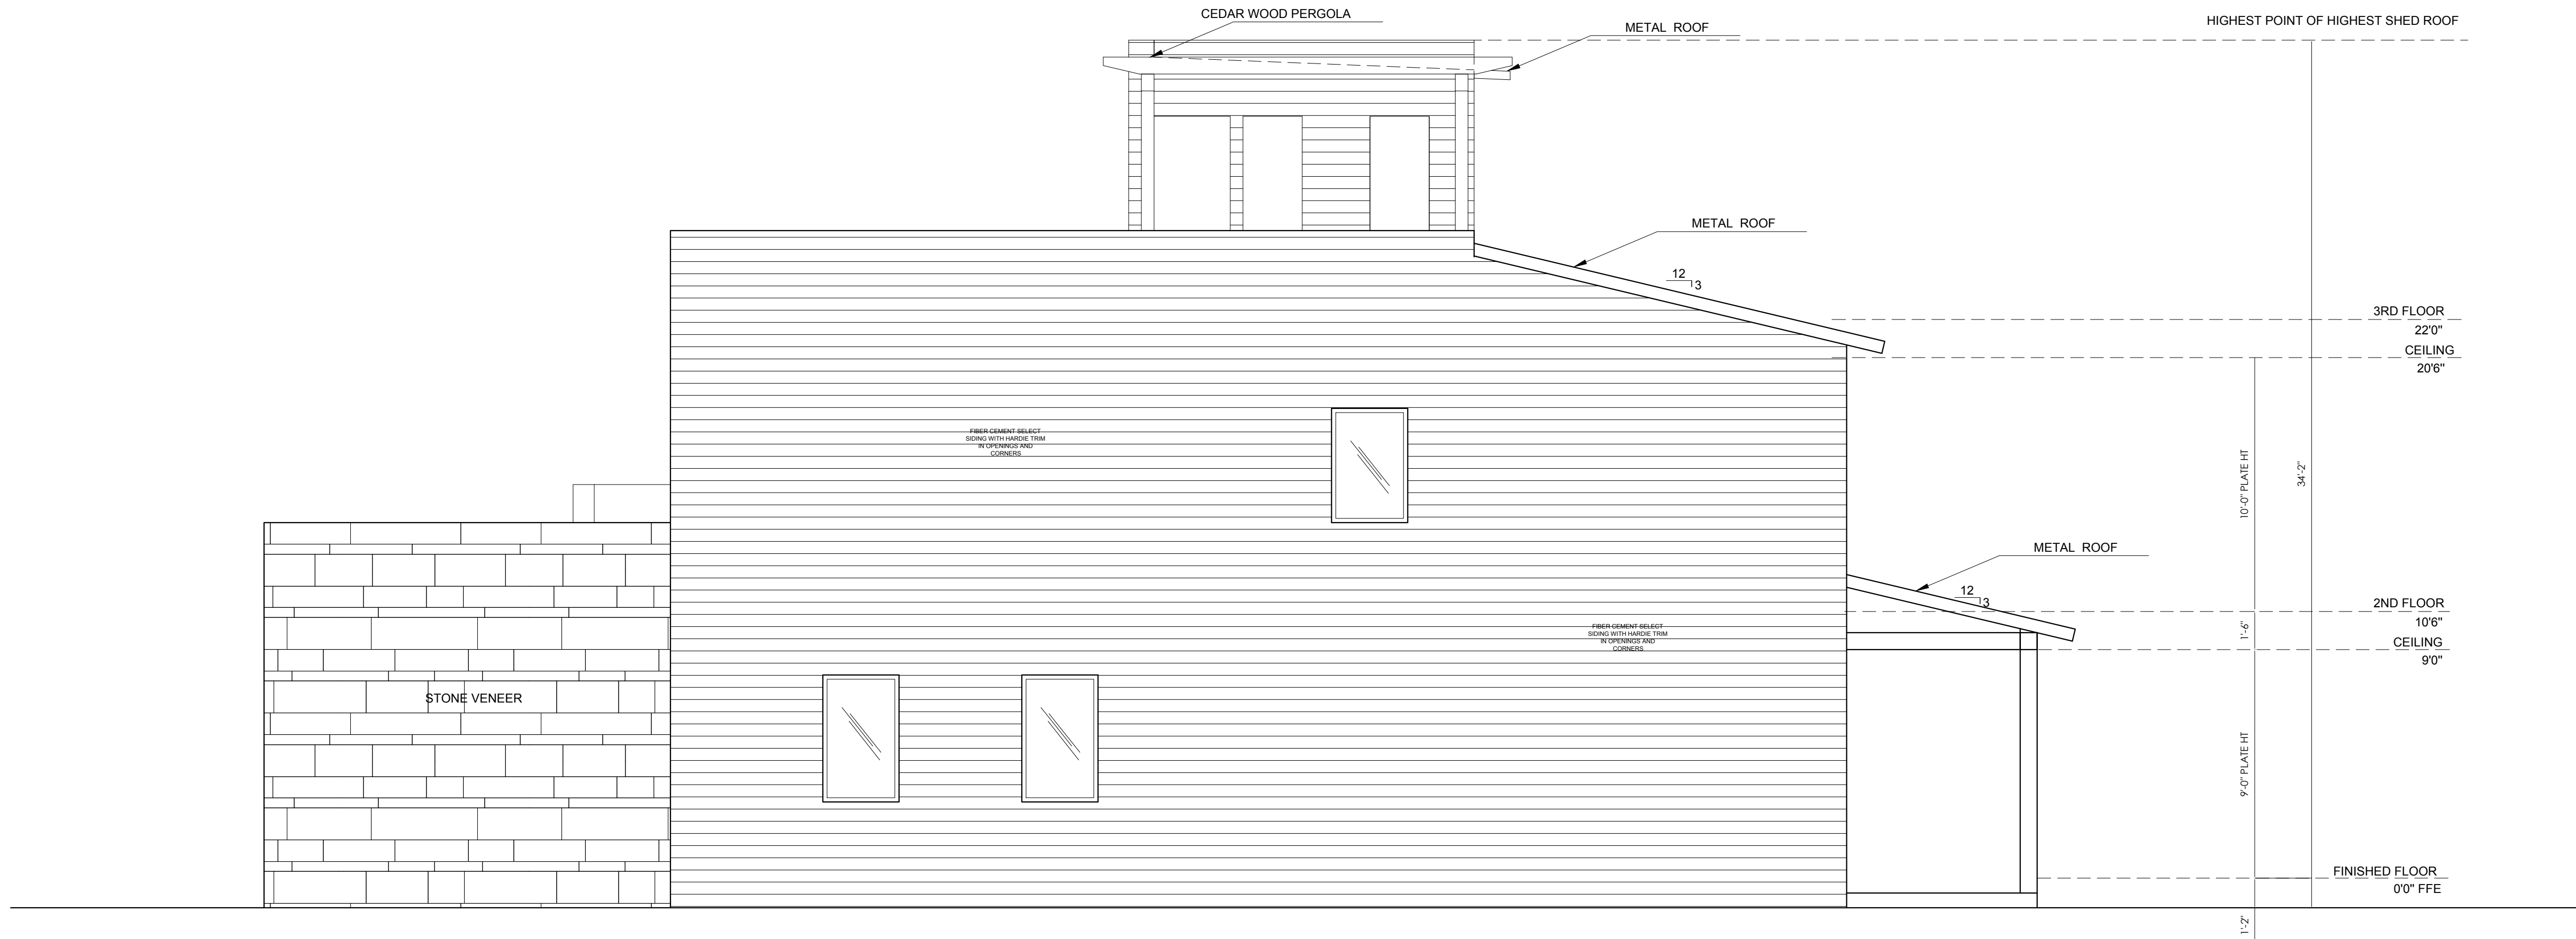 CEDAR WOOD PERGOLA
METAL ROOF
HIGHEST POINT OF HIGHEST SHED ROOF
METAL ROOF
12
3
3RD FLOOR
22'0"
CEILING
20'6"
FIBER CEMENT SELECT
SIDING WITH HARDIE TRIM
IN OPENINGS AND
CORNERS
10'-0" PLATE HT
34'-2"
METAL ROOF
12
3
2ND FLOOR
10'6"
1'-6"
CEILING
9'0"
FIBER CEMENT SELECT
SIDING WITH HARDIE TRIM
IN OPENINGS AND
CORNERS
STONE VENEER
9'-0" PLATE HT
FINISHED FLOOR
0'0" FFE
1'-2"